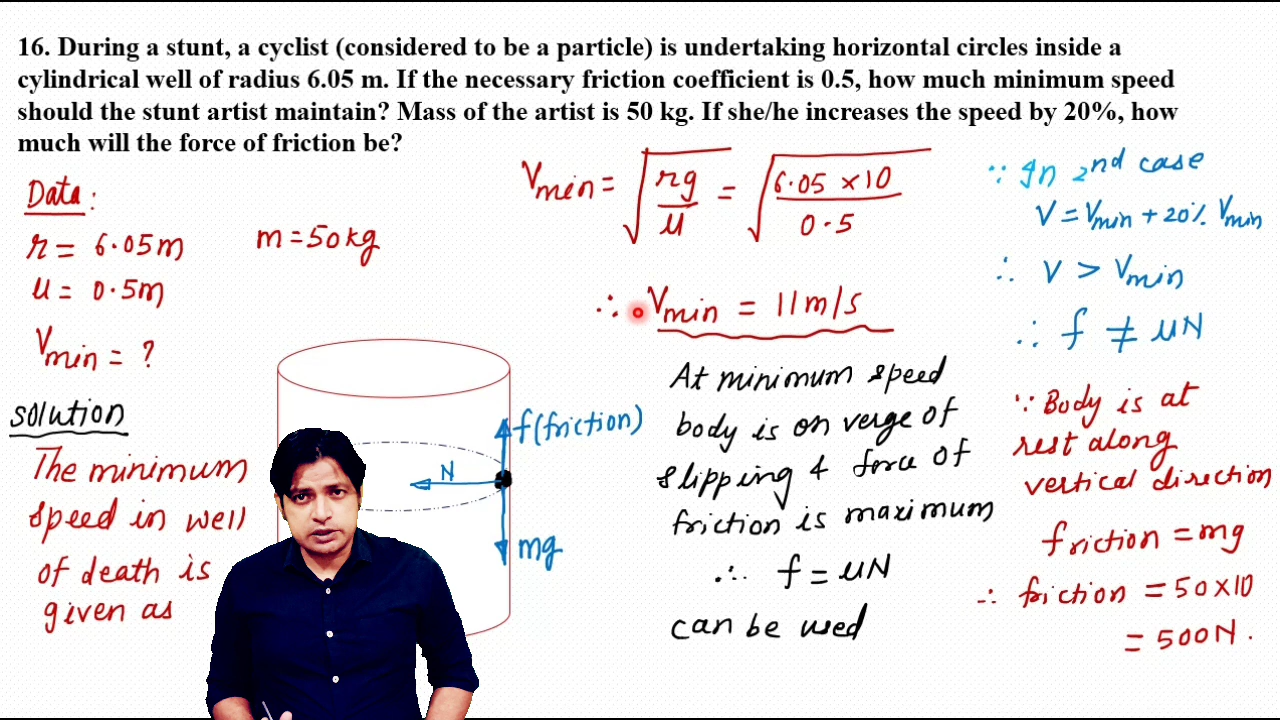 16. During a stunt, a cyclist (considered to be a particle) is undertaking horizontal circles inside a
cylindrical well of radius 6.05 m. If the necessary friction coefficient is 0.5, how much minimum speed
should the stunt artist maintain? Mass of the artist is 50 kg. If she/he increases the speed by 20%, how
much will the force of friction be?
Data:
r = 6.05m
m = 50kg
u = 0.5m
Vmin = ?
solution
The minimum
speed in well
of death is
given as
Vmin = √(rg/u) = √(6.05 × 10/0.5)
∴ Vmin = 11m/s
f(friction)
N
mg
At minimum speed
body is on verge of
slipping & force of
friction is maximum
∴ f = uN
can be used
∵ In 2nd case
V = Vmin + 20% Vmin
∴ V > Vmin
∴ f ≠ uN
∵ Body is at
rest along
vertical direction
friction = mg
∴ friction = 50×10
= 500N.